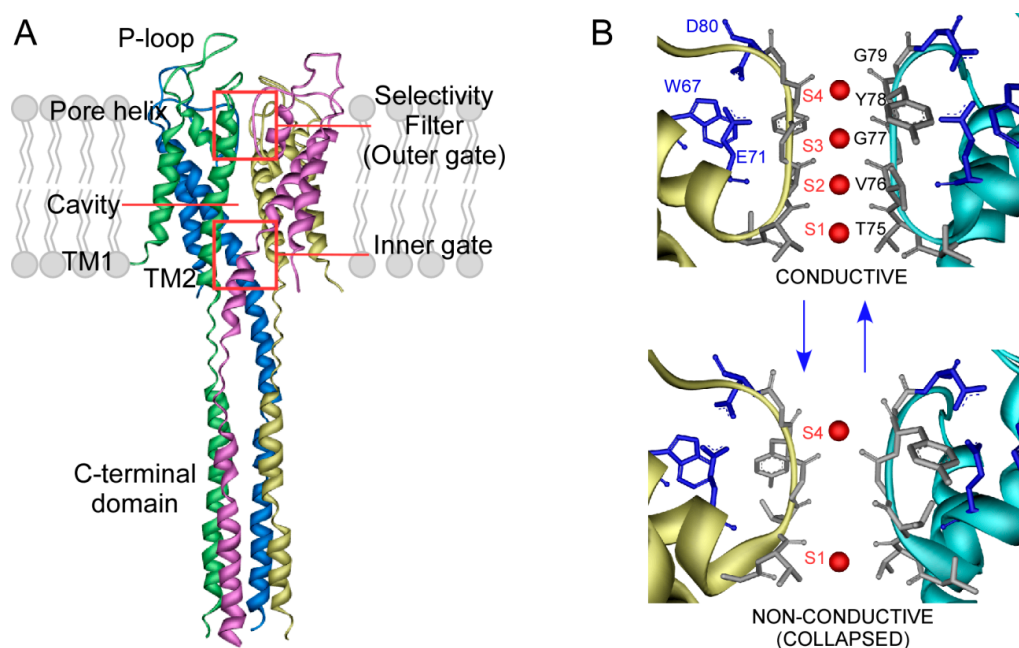 A
P-loop
Pore helix
Selectivity
Filter
(Outer gate)
Cavity
Inner gate
TM1
TM2
C-terminal
domain
B
D80
G79
S4
Y78
W67
G77
S3
E71
S2
V76
S1
T75
CONDUCTIVE
S4
S1
NON-CONDUCTIVE
(COLLAPSED)